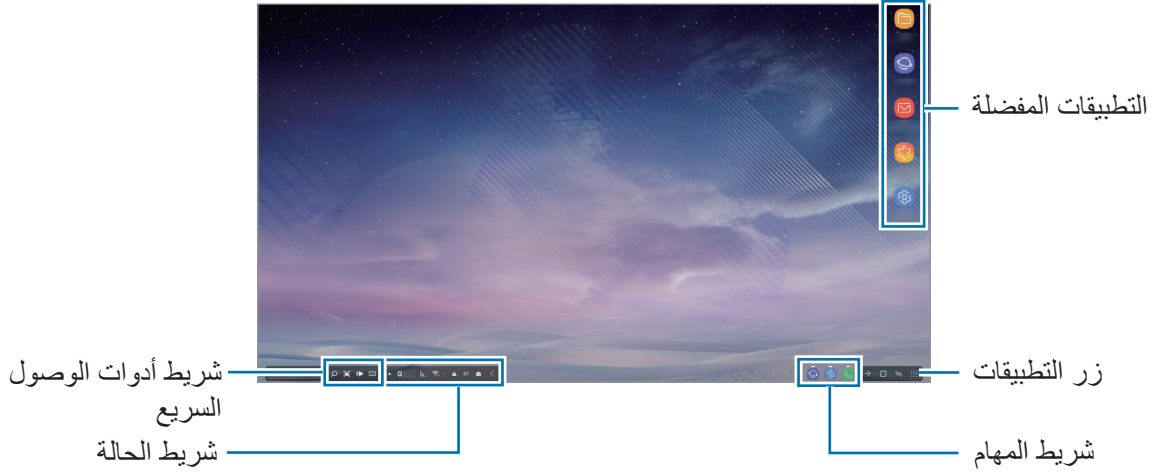 التطبيقات المفضلة
زر التطبيقات
شريط المهام
شريط أدوات الوصول
السريع
شريط الحالة